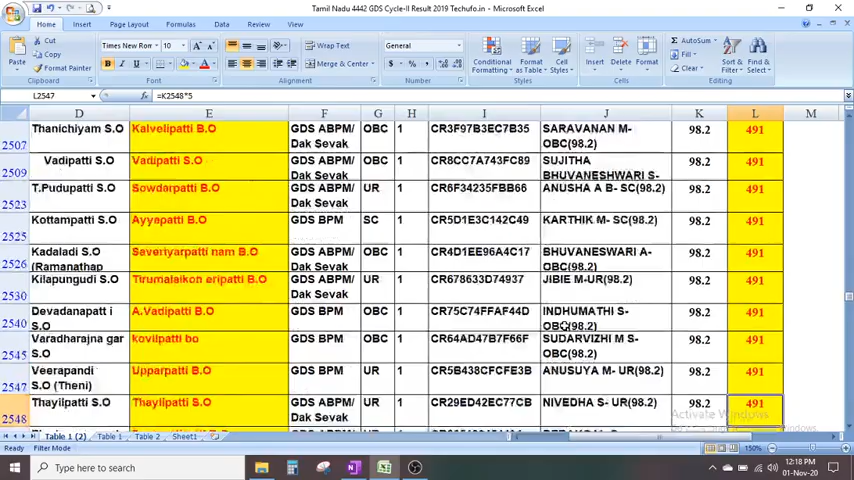 Tamil Nadu 4442 GDS Cycle-II Result 2019 Techufo.in - Microsoft Excel
Home Insert Page Layout Formulas Data Review View
Cut
Copy
Format Painter
Paste
Clipboard
Times New Rom 10
B I U
Font
Wrap Text
Merge & Center
Alignment
General
Number
Conditional Formatting
Format as Table
Cell Styles
Styles
Insert Delete Format
Cells
AutoSum
Fill
Clear
Sort & Filter
Find & Select
Editing
L2547 fx =K2548*5
D E F G H I J K L M
2507 Thanichiyam S.O Kalvelipatti B.O GDS ABPM/ Dak Sevak OBC 1 CR3F97B3EC7B35 SARAVANAN M- OBC(98.2) 98.2 491
2509 Vadipatti S.O Vadipatti S.O GDS ABPM/ Dak Sevak OBC 1 CR8CC7A743FC89 SUJITHA BHUVANESHWARI S- 98.2 491
2523 T.Pudupatti S.O Sowderpatti B.O GDS ABPM/ Dak Sevak UR 1 CR6F34235FBB66 ANUSHA A B- SC(98.2) 98.2 491
2525 Kottampatti S.O Ayyapatti B.O GDS BPM SC 1 CR5D1E3C142C49 KARTHIK M- SC(98.2) 98.2 491
2526 Kadaladi S.O (Ramanathap Saveriyarpatti nam B.O GDS ABPM/ Dak Sevak OBC 1 CR4D1EE96A4C17 BHUVANESWARI A- OBC(98.2) 98.2 491
2530 Kilapungudi S.O Tirumalaikon eripatti B.O GDS ABPM/ Dak Sevak UR 1 CR678633D74937 JIBIE M-UR(98.2) 98.2 491
2540 Devadanapatt i S.O A.Vadipatti B.O GDS BPM OBC 1 CR75C74FFAF44D INDHUMATHI S- OBC(98.2) 98.2 491
2545 Varadharajna gar S.O kovilpatti bo GDS BPM OBC 1 CR64AD47B7F66F SUDARVIZHI M S- OBC(98.2) 98.2 491
2547 Veerapandi S.O (Theni) Upparpatti B.O GDS BPM UR 1 CR5B438CFCFE3B ANUSUYA M- UR(98.2) 98.2 491
2548 Thayilpatti S.O Thaylipatti S.O GDS ABPM/ Dak Sevak UR 1 CR29ED42EC77CB NIVEDHA S- UR(98.2) 98.2 491
Activate Windows
Table 1 (2) Table 1 Table 2 Sheet1
Ready Filter Mode 150%
Type here to search
12:18 PM
01-Nov-20